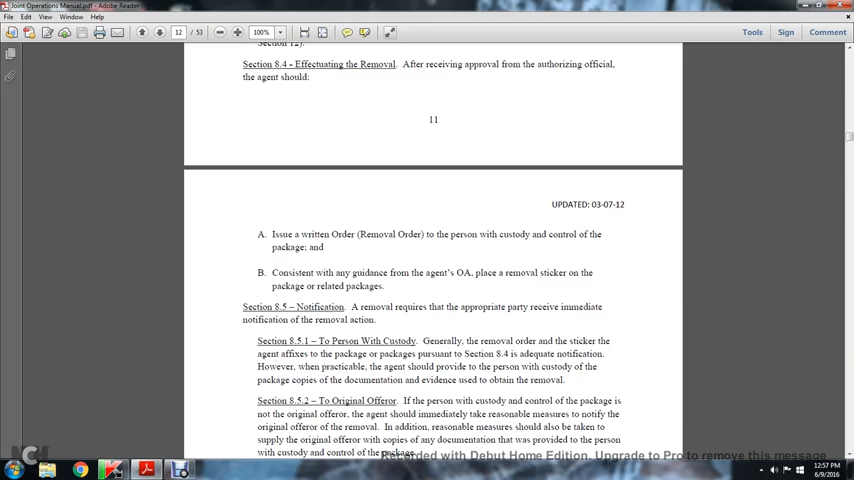 Joint Operations Manual.pdf - Adobe Reader
File Edit View Window Help
12 / 53 100% Tools Sign Comment
Section 12).
Section 8.4 - Effectuating the Removal. After receiving approval from the authorizing official,
the agent should:
11
UPDATED: 03-07-12
A. Issue a written Order (Removal Order) to the person with custody and control of the
package; and
B. Consistent with any guidance from the agent's OA, place a removal sticker on the
package or related packages.
Section 8.5 – Notification. A removal requires that the appropriate party receive immediate
notification of the removal action.
Section 8.5.1 – To Person With Custody. Generally, the removal order and the sticker the
agent affixes to the package or packages pursuant to Section 8.4 is adequate notification.
However, when practicable, the agent should provide to the person with custody of the
package copies of the documentation and evidence used to obtain the removal.
Section 8.5.2 – To Original Offeror. If the person with custody and control of the package is
not the original offeror, the agent should immediately take reasonable measures to notify the
original offeror of the removal. In addition, reasonable measures should also be taken to
supply the original offeror with copies of any documentation that was provided to the person
with custody and control of the package.
Recorded with Debut Home Edition. Upgrade to Pro to remove this message
NCH
12:57 PM
6/9/2016